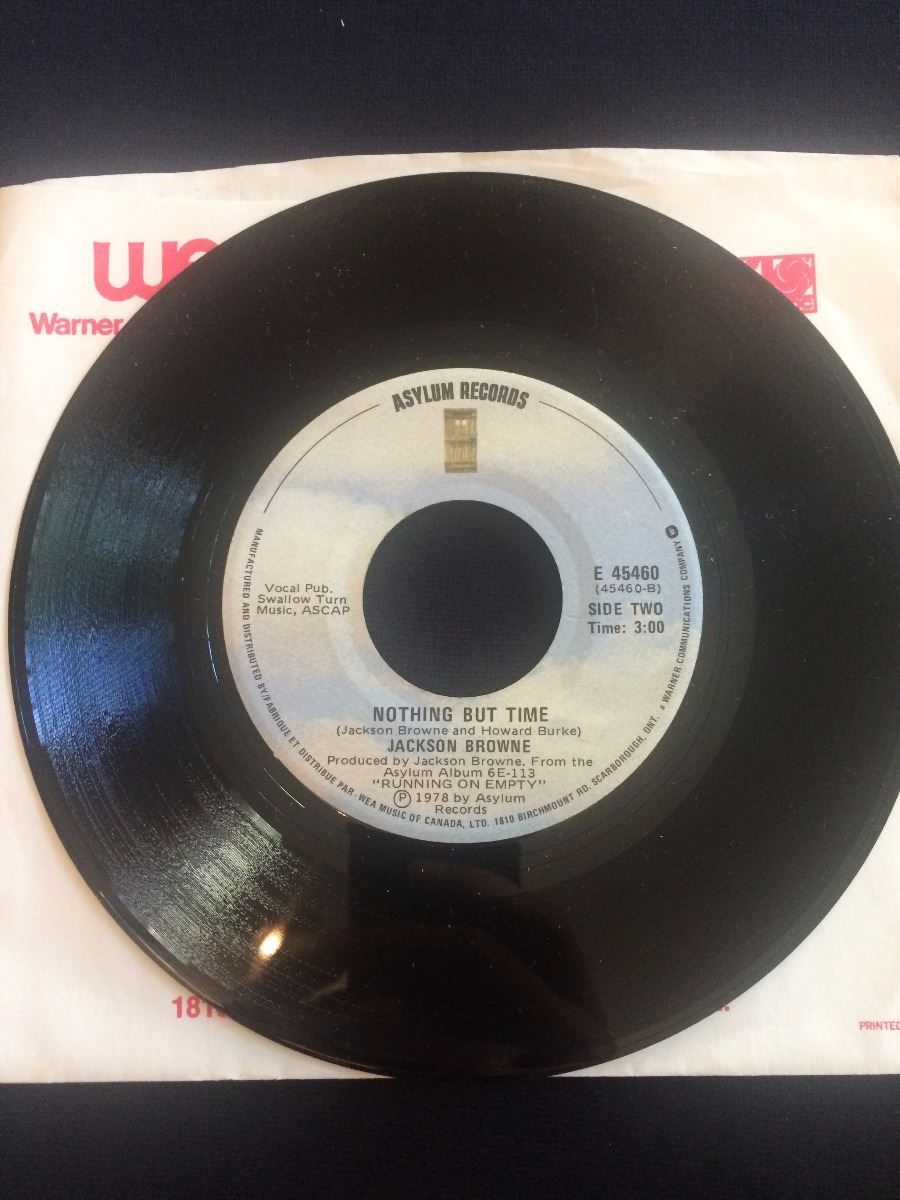 Warner
ASYLUM RECORDS
Vocal Pub.
Swallow Turn
Music, ASCAP
E 45460
(45460-B)
SIDE TWO
Time: 3:00
NOTHING BUT TIME
(Jackson Browne and Howard Burke)
JACKSON BROWNE
Produced by Jackson Browne. From the
Asylum Album 6E-113
"RUNNING ON EMPTY"
Ⓟ 1978 by Asylum
Records
MANUFACTURED AND DISTRIBUTED BY/FABRIQUE ET DISTRIBUE PAR - WEA MUSIC OF CANADA, LTD. 1810 BIRCHMOUNT RD. SCARBOROUGH, ONT. a WARNER COMMUNICATIONS COMPANY
181
PRINTED